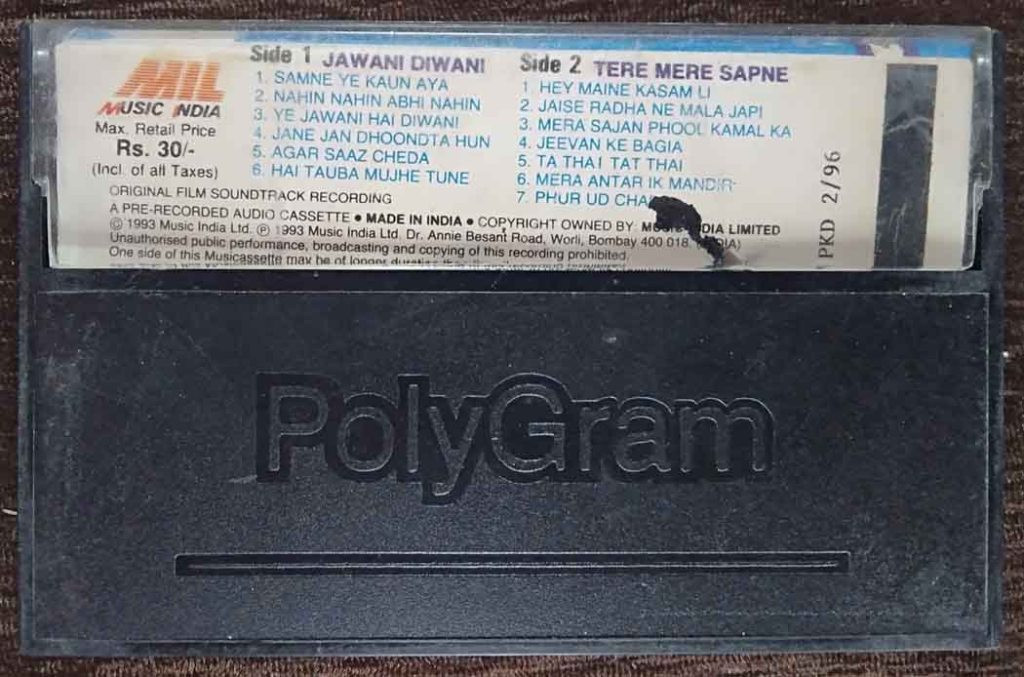 MIL
MUSIC INDIA
Max. Retail Price
Rs. 30/-
(Incl. of all Taxes)
Side 1 JAWANI DIWANI
1. SAMNE YE KAUN AYA
2. NAHIN NAHIN ABHI NAHIN
3. YE JAWANI HAI DIWANI
4. JANE JAN DHOONDTA HUN
5. AGAR SAAZ CHEDA
6. HAI TAUBA MUJHE TUNE
Side 2 TERE MERE SAPNE
1 HEY MAINE KASAM LI
2. JAISE RADHA NE MALA JAPI
3. MERA SAJAN PHOOL KAMAL KA
4. JEEVAN KE BAGIA
5. TA THAI TAT THAI
6. MERA ANTAR IK MANDIR
7. PHUR UD
ORIGINAL FILM SOUNDTRACK RECORDING
A PRE-RECORDED AUDIO CASSETTE • MADE IN INDIA • COPYRIGHT OWNED BY: LIMITED
© 1993 Music India Ltd. ℗ 1993 Music India Ltd. Dr. Annie Besant Road, Worli, Bombay 400 018.
Unauthorised public performance, broadcasting and copying of this recording prohibited.
One side of this Musicassette may be of longer
PKD 2/96
PolyGram